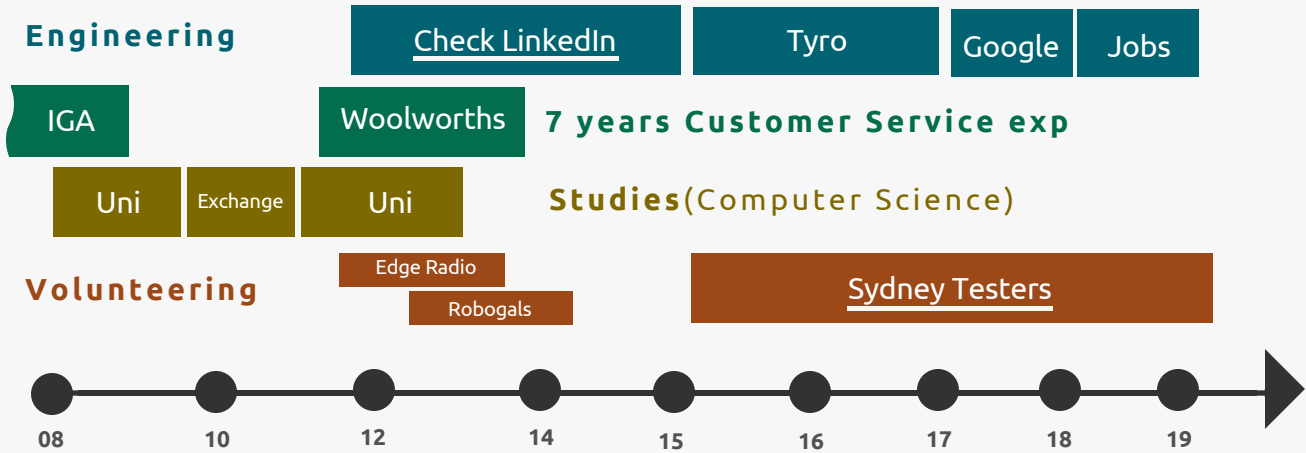 Engineering
Check LinkedIn
Tyro
Google
Jobs
IGA
Woolworths
7 years Customer Service exp
Uni
Exchange
Uni
Studies(Computer Science)
Volunteering
Edge Radio
Robogals
Sydney Testers
08
10
12
14
15
16
17
18
19